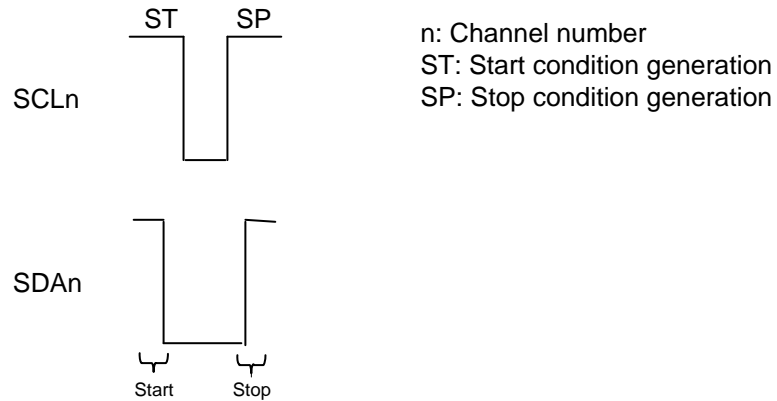 ST SP
SCLn
SDAn
Start Stop
n: Channel number
ST: Start condition generation
SP: Stop condition generation